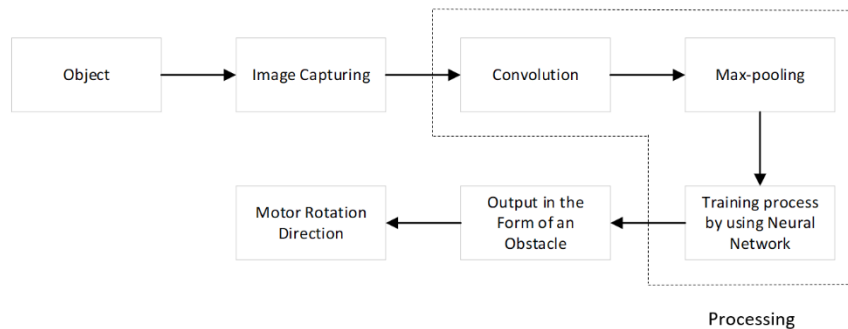 Object
Image Capturing
Convolution
Max-pooling
Training process
by using Neural
Network
Output in the
Form of an
Obstacle
Motor Rotation
Direction
Processing